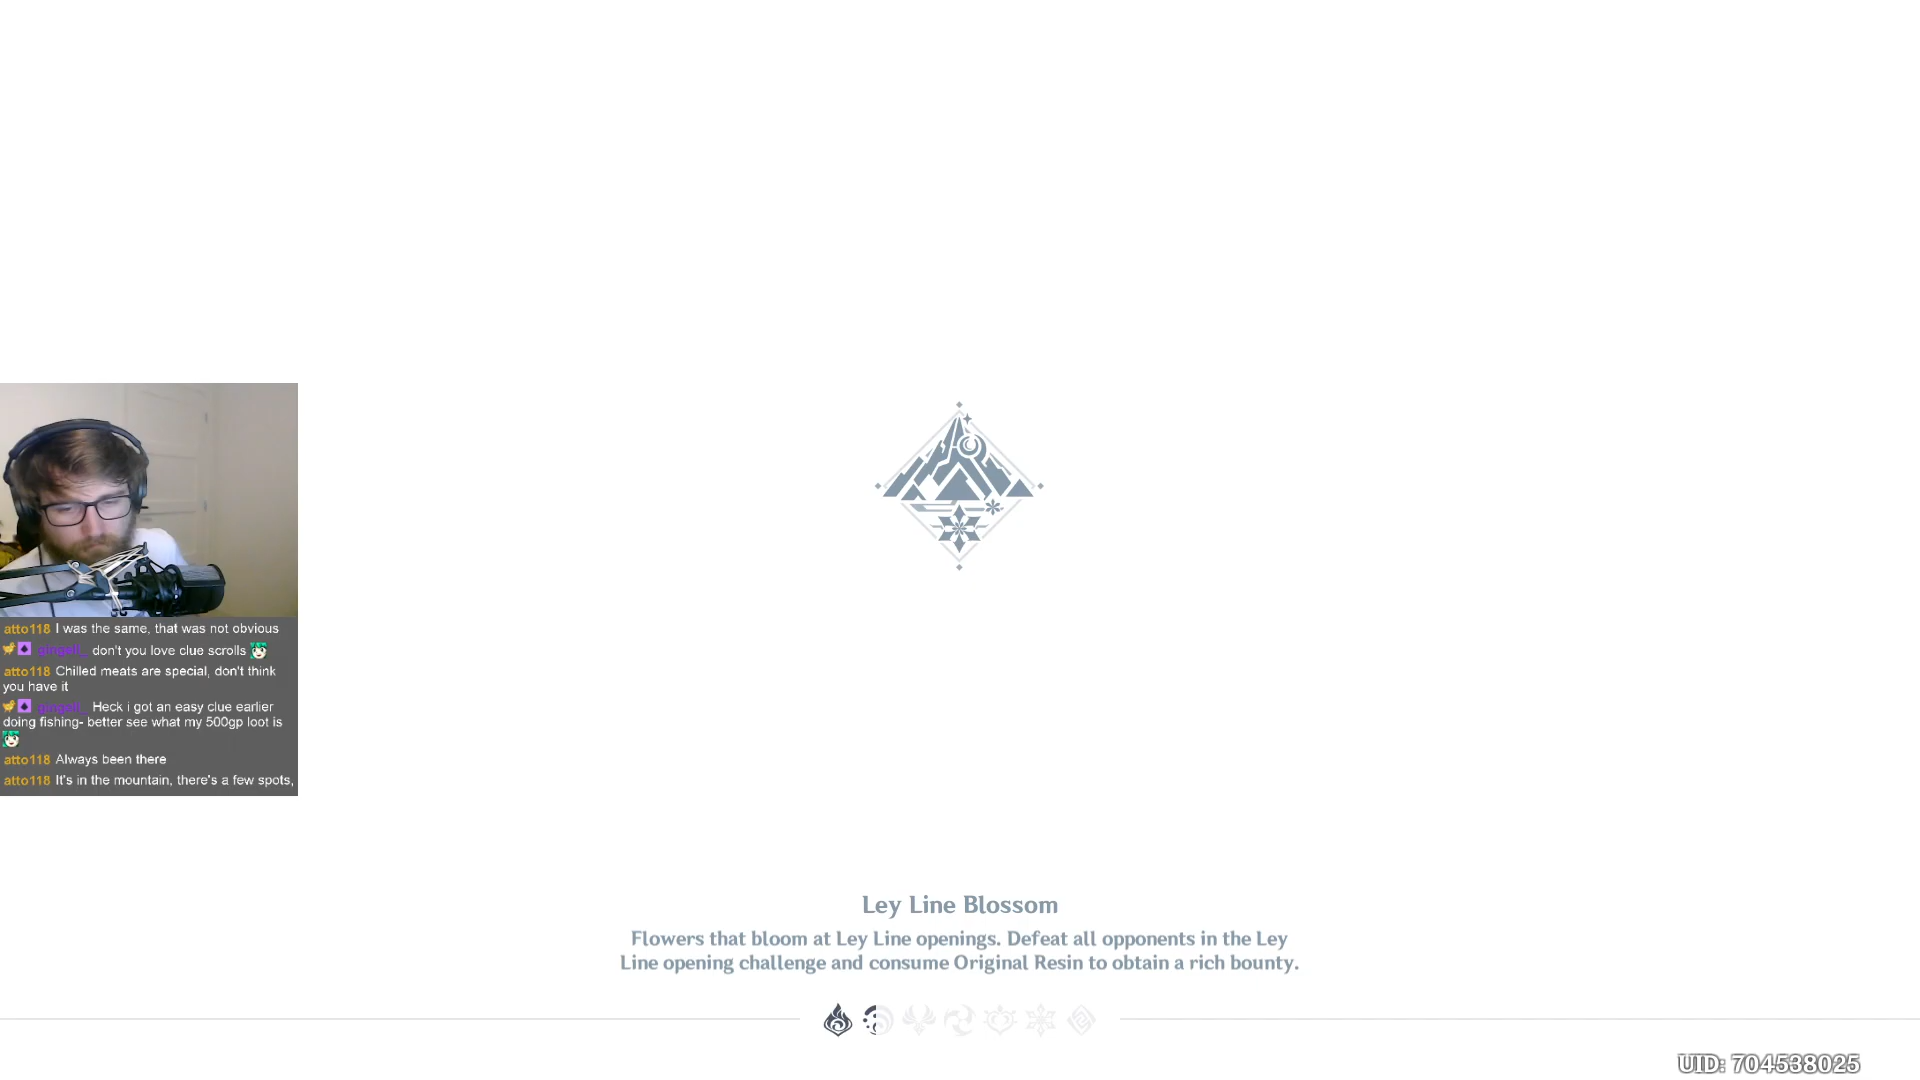 atto118 I was the same, that was not obvious
gingeli_ don't you love clue scrolls
atto118 Chilled meats are special, don't think
you have it
gingeli_ Heck i got an easy clue earlier
doing fishing- better see what my 500gp loot is
atto118 Always been there
atto118 It's in the mountain, there's a few spots,
Ley Line Blossom
Flowers that bloom at Ley Line openings. Defeat all opponents in the Ley
Line opening challenge and consume Original Resin to obtain a rich bounty.
UID: 704538025